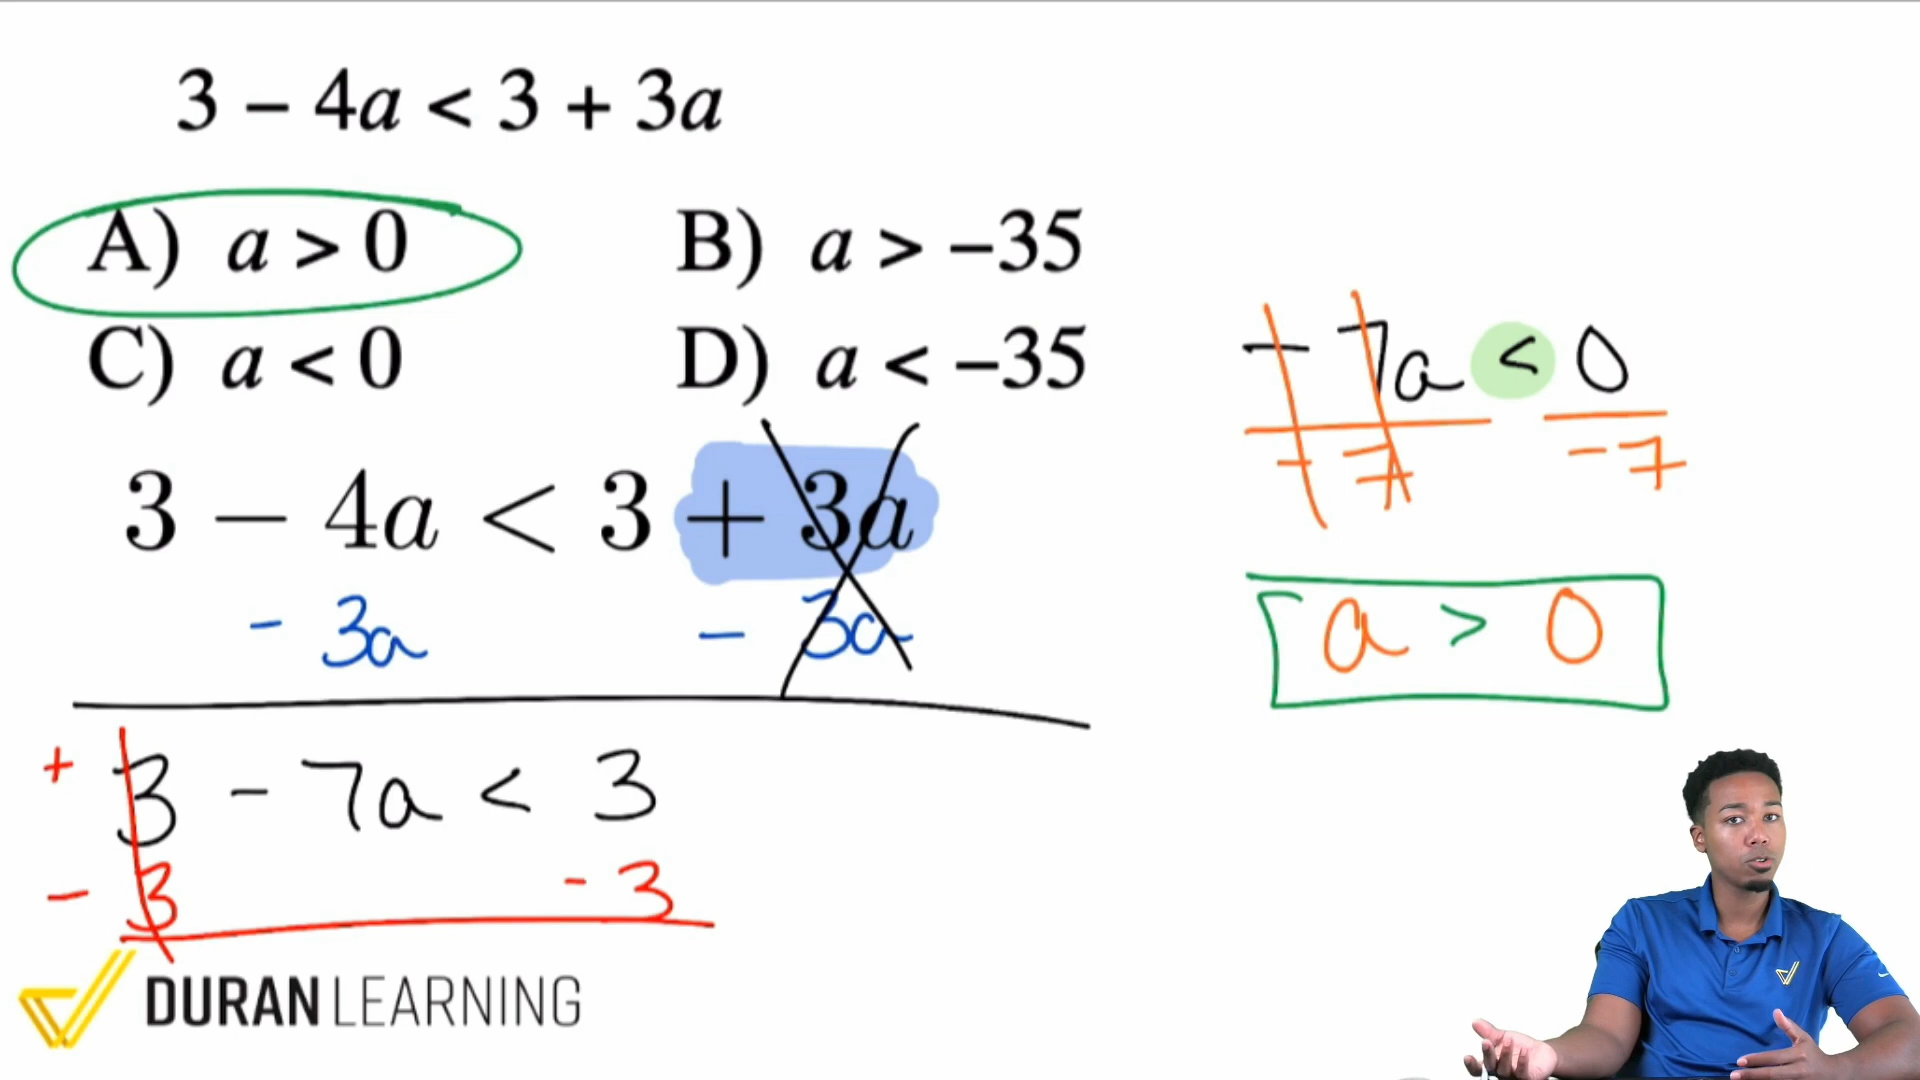 3 − 4a < 3 + 3a
A) a > 0
B) a > −35
C) a < 0
D) a < −35
3 − 4a < 3 + 3a
- 3a - 3a
+ 3 - 7a < 3
- 3 - 3
- 7a < 0
- 7 - 7
a > 0
DURAN LEARNING